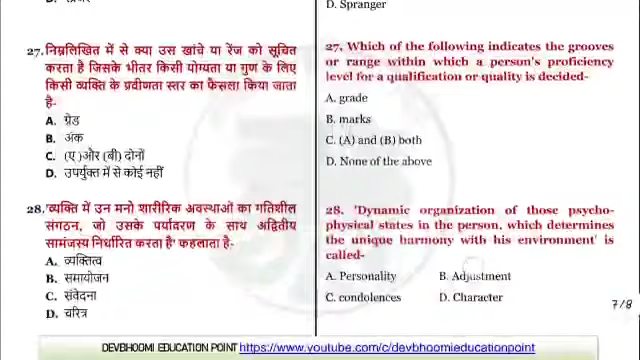 D. Spranger
27. निम्नलिखित में से क्या उस खांचे या रेंज को सूचित
करता है जिसके भीतर किसी योग्यता या गुण के लिए
किसी व्यक्ति के प्रवीणता स्तर का फैसला किया जाता
है-
A. ग्रेड
B. अंक
C. (ए )और (बी) दोनों
D. उपर्युक्त में से कोई नहीं
28. 'व्यक्ति में उन मनो शारीरिक अवस्थाओं का गतिशील
संगठन, जो उसके पर्यादरण के साथ अद्वितीय
सामंजस्य निर्धारित करता है' कहलाता है-
A. व्यक्तित्व
B. समायोजन
C. संवेदना
D. चरित्र
27. Which of the following indicates the grooves
or range within which a person's proficiency
level for a qualification or quality is decided-
A. grade
B. marks
C. (A) and (B) both
D. None of the above
28. 'Dynamic organization of those psycho-
physical states in the person, which determines
the unique harmony with his environment' is
called-
A. Personality B. Adjustment
C. condolences D. Character
7/8
DEVBHOOMI EDUCATION POINT https://www.youtube.com/c/devbhoomieducationpoint